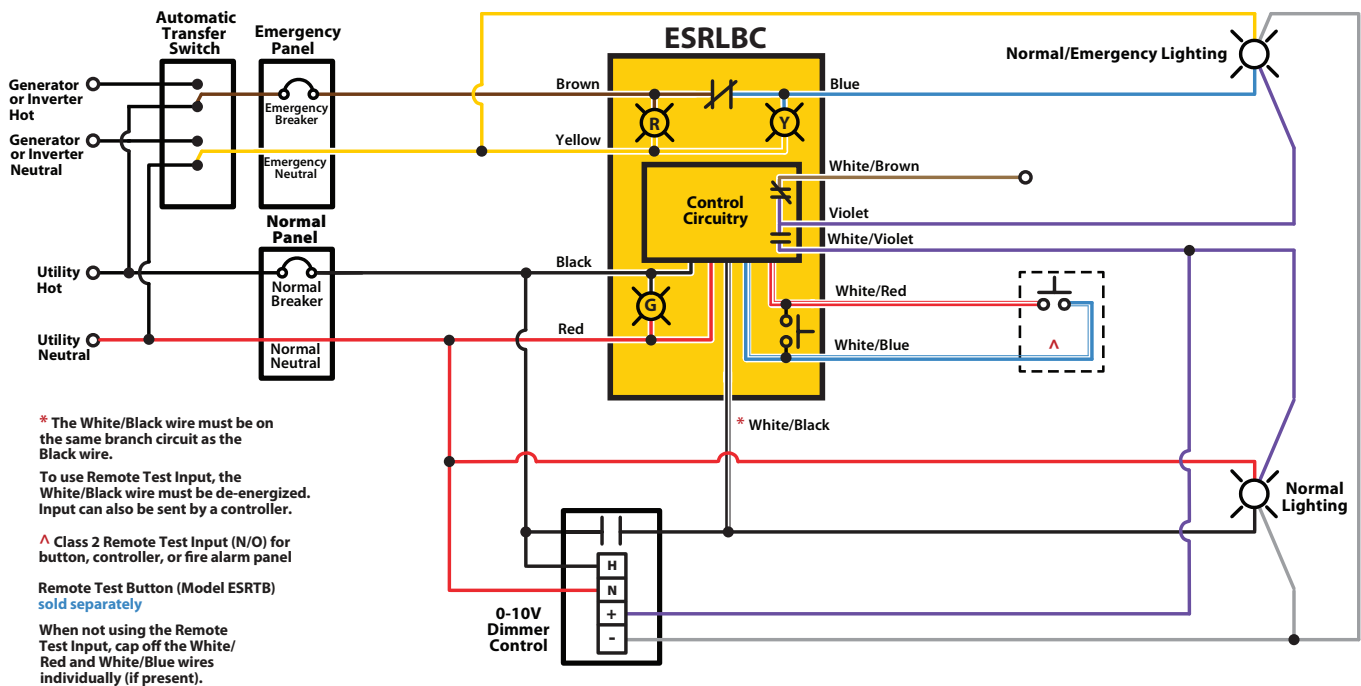 Automatic
Transfer
Switch
Emergency
Panel
ESRLBC
Normal/Emergency Lighting
Generator
or Inverter
Hot
Generator
or Inverter
Neutral
Emergency
Breaker
Emergency
Neutral
Brown
Blue
R
Y
Yellow
White/Brown
Control
Circuitry
Violet
White/Violet
Normal
Panel
Utility
Hot
Normal
Breaker
Black
G
White/Red
Utility
Neutral
Normal
Neutral
Red
White/Blue
^
* White/Black
* The White/Black wire must be on
the same branch circuit as the
Black wire.
To use Remote Test Input, the
White/Black wire must be de-energized.
Input can also be sent by a controller.
^ Class 2 Remote Test Input (N/O) for
button, controller, or fire alarm panel
Remote Test Button (Model ESRTB)
sold separately
When not using the Remote
Test Input, cap off the White/
Red and White/Blue wires
individually (if present).
Normal
Lighting
0-10V
Dimmer
Control
H
N
+
-